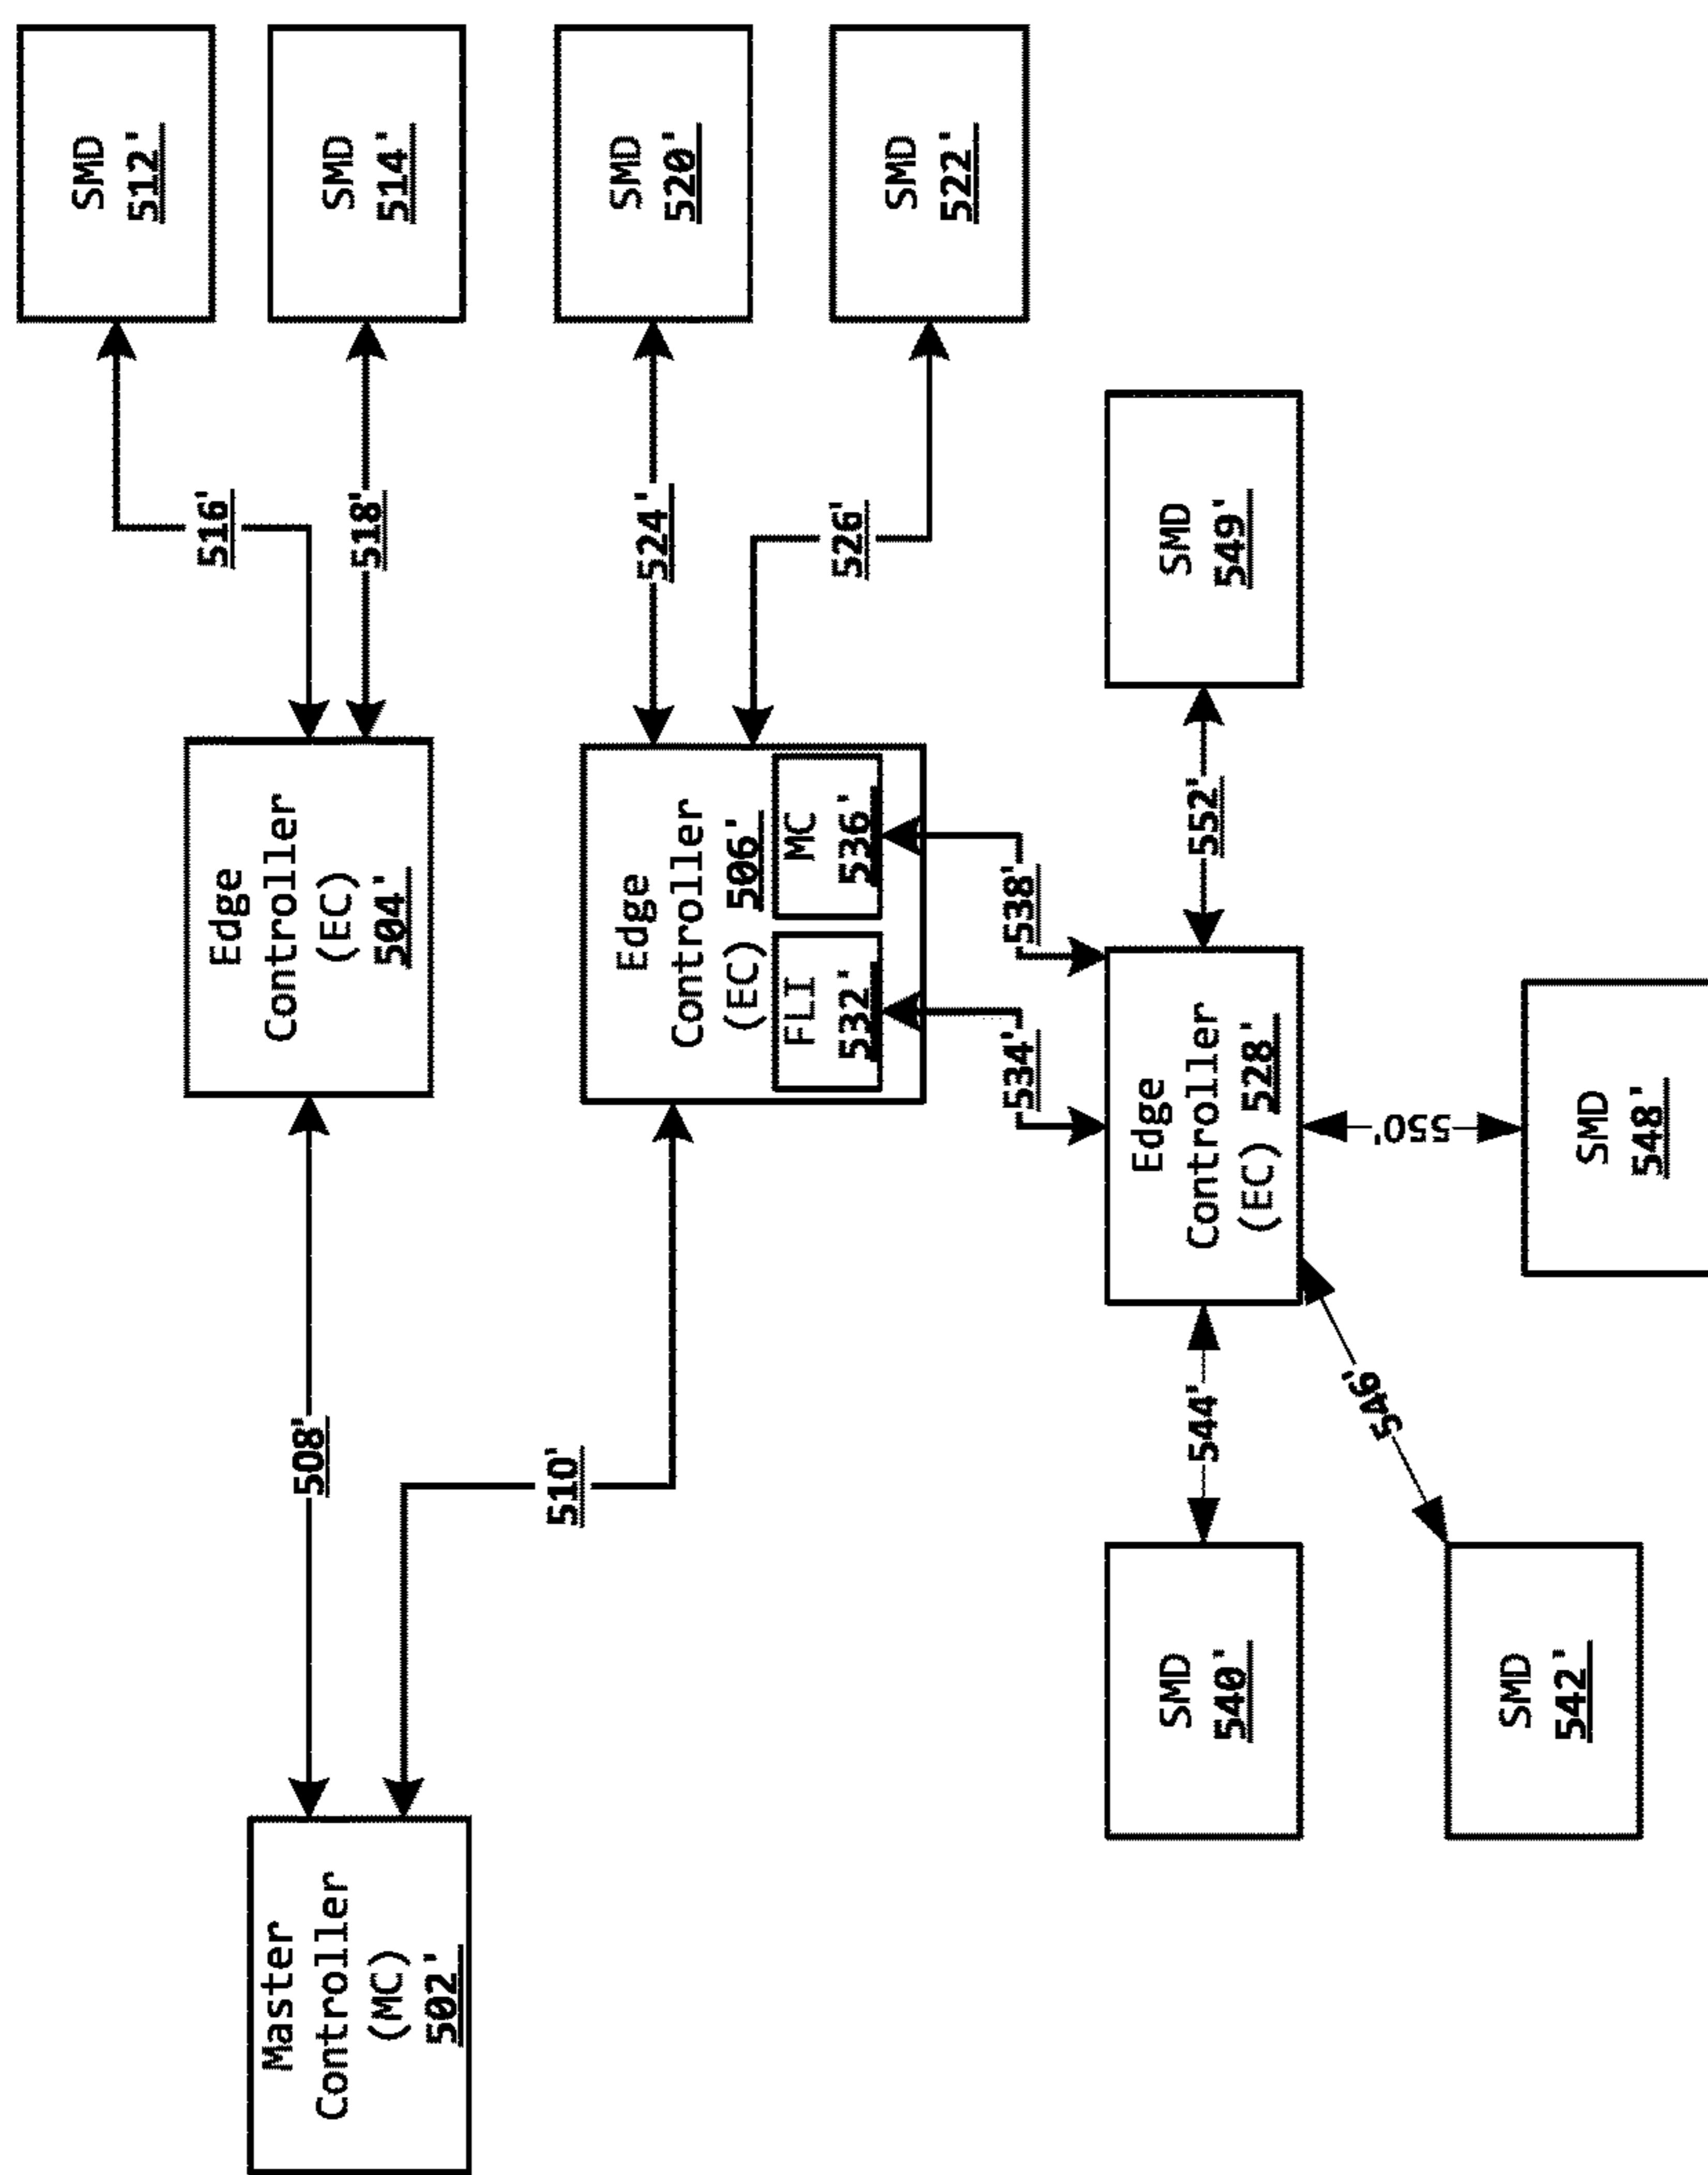 Master
Controller
(MC)
502'
508'
510'
Edge
Controller
(EC)
504'
516'
518'
SMD
512'
SMD
514'
Edge
Controller
(EC) 506'
FLI
532'
MC
536'
524'
526'
SMD
520'
SMD
522'
534'
538'
Edge
Controller
(EC) 528'
544'
546'
550'
552'
SMD
540'
SMD
542'
SMD
548'
SMD
549'